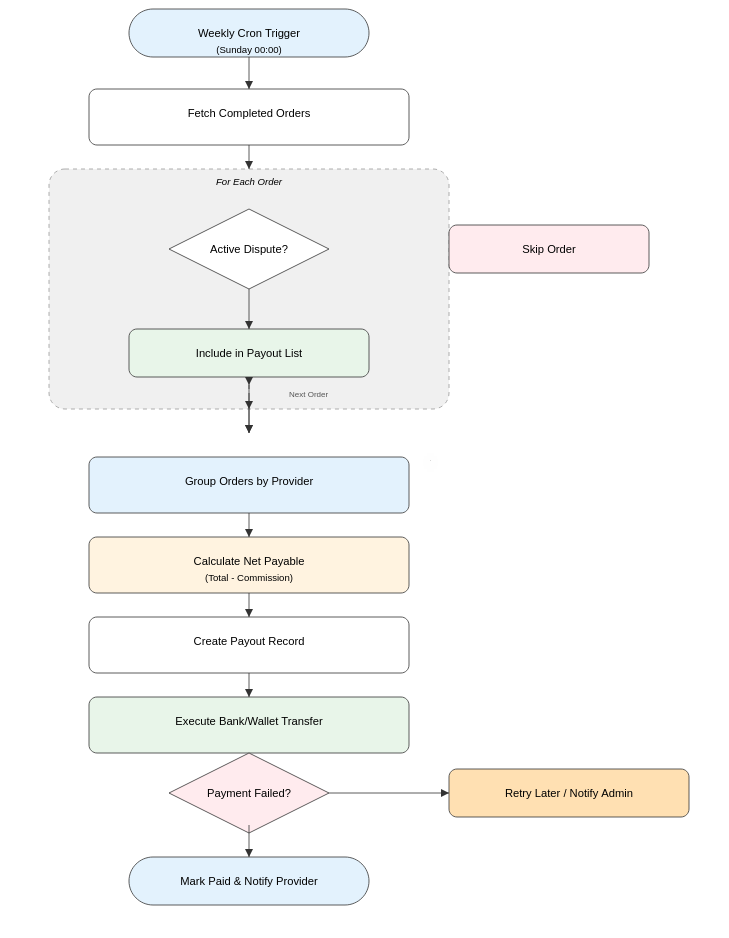 Weekly Cron Trigger
(Sunday 00:00)
Fetch Completed Orders
For Each Order
Active Dispute?
Skip Order
Include in Payout List
Next Order
Group Orders by Provider
Calculate Net Payable
(Total - Commission)
Create Payout Record
Execute Bank/Wallet Transfer
Payment Failed?
Retry Later / Notify Admin
Mark Paid & Notify Provider